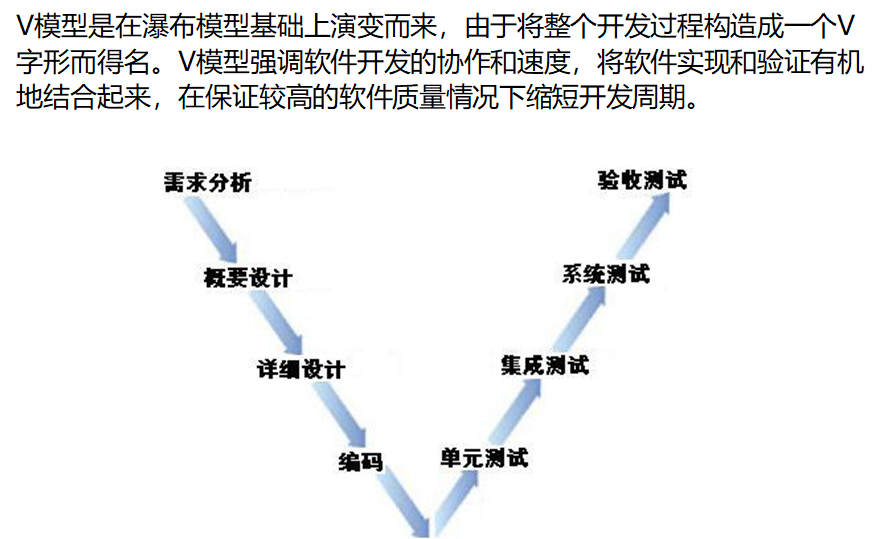 V模型是在瀑布模型基础上演变而来，由于将整个开发过程构造成一个V
字形而得名。V模型强调软件开发的协作和速度，将软件实现和验证有机
地结合起来，在保证较高的软件质量情况下缩短开发周期。
需求分析
验收测试
概要设计
系统测试
详细设计
集成测试
编码
单元测试